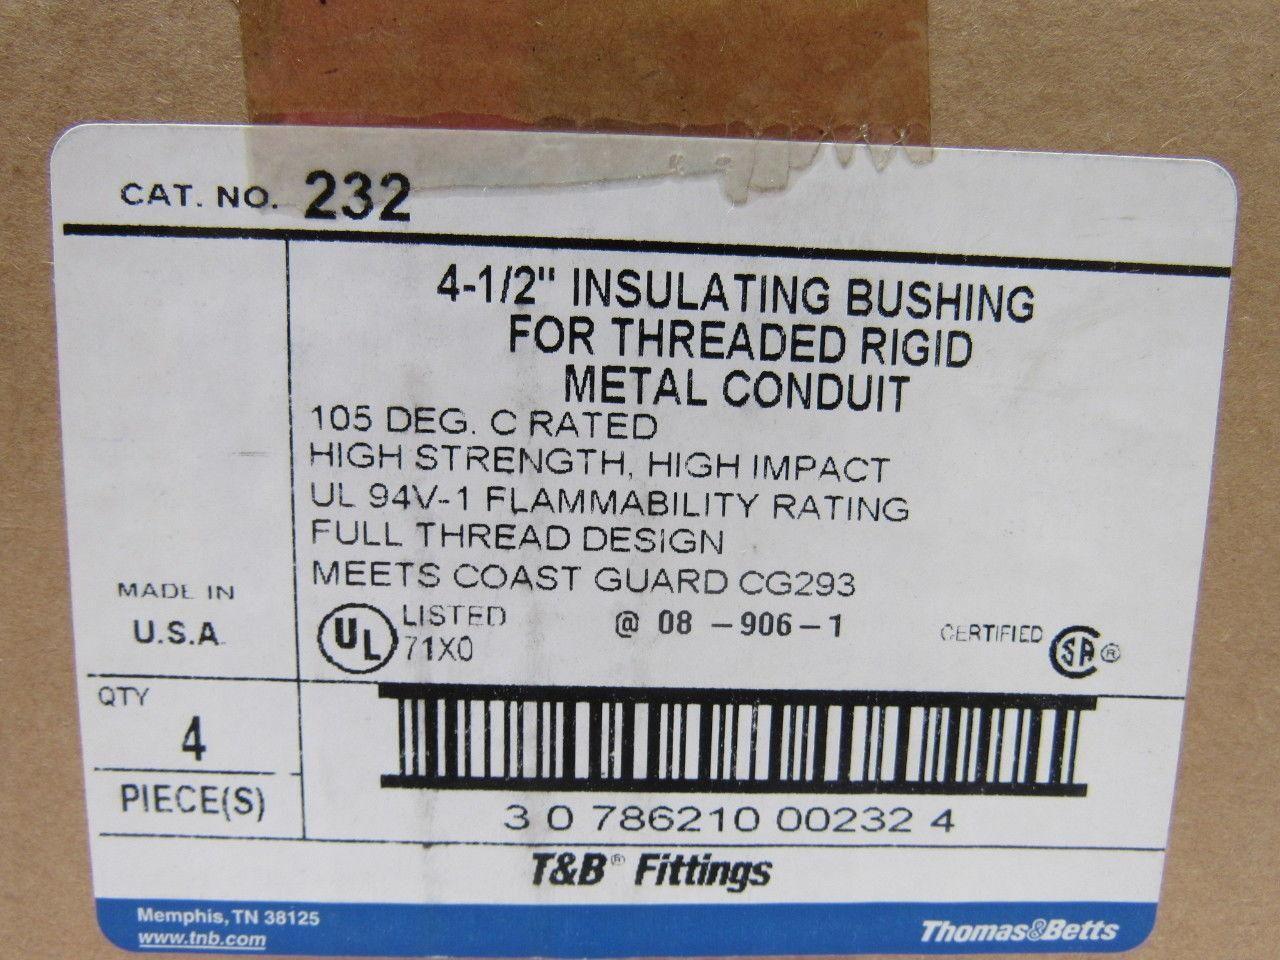 CAT. NO. 232
4-1/2" INSULATING BUSHING
FOR THREADED RIGID
METAL CONDUIT
105 DEG. C RATED
HIGH STRENGTH, HIGH IMPACT
UL 94V-1 FLAMMABILITY RATING
FULL THREAD DESIGN
MEETS COAST GUARD CG293
MADE IN
U.S.A.
UL LISTED
71X0
@ 08 -906-1
CERTIFIED SA®
QTY
4
PIECE(S)
3 0 786210 00232 4
T&B® Fittings
Memphis, TN 38125
www.tnb.com
Thomas&Betts